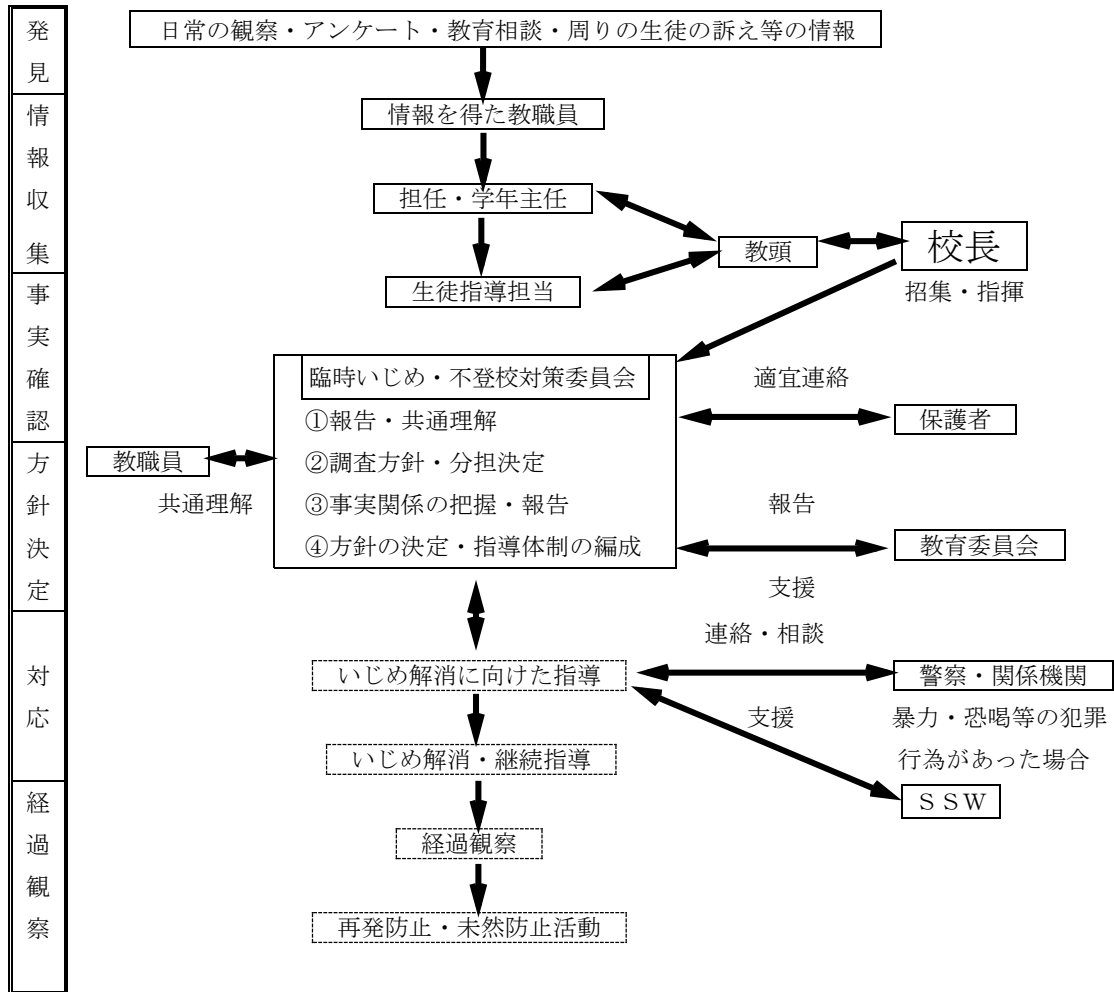 発見
日常の観察・アンケート・教育相談・周りの生徒の訴え等の情報
情報収集
情報を得た教職員
担任・学年主任
教頭
校長
生徒指導担当
招集・指揮
事実確認
臨時いじめ・不登校対策委員会
①報告・共通理解
②調査方針・分担決定
③事実関係の把握・報告
④方針の決定・指導体制の編成
適宜連絡
保護者
方針決定
教職員
共通理解
報告
教育委員会
支援
対応
連絡・相談
いじめ解消に向けた指導
警察・関係機関
暴力・恐喝等の犯罪
行為があった場合
支援
いじめ解消・継続指導
ＳＳＷ
経過観察
経過観察
再発防止・未然防止活動